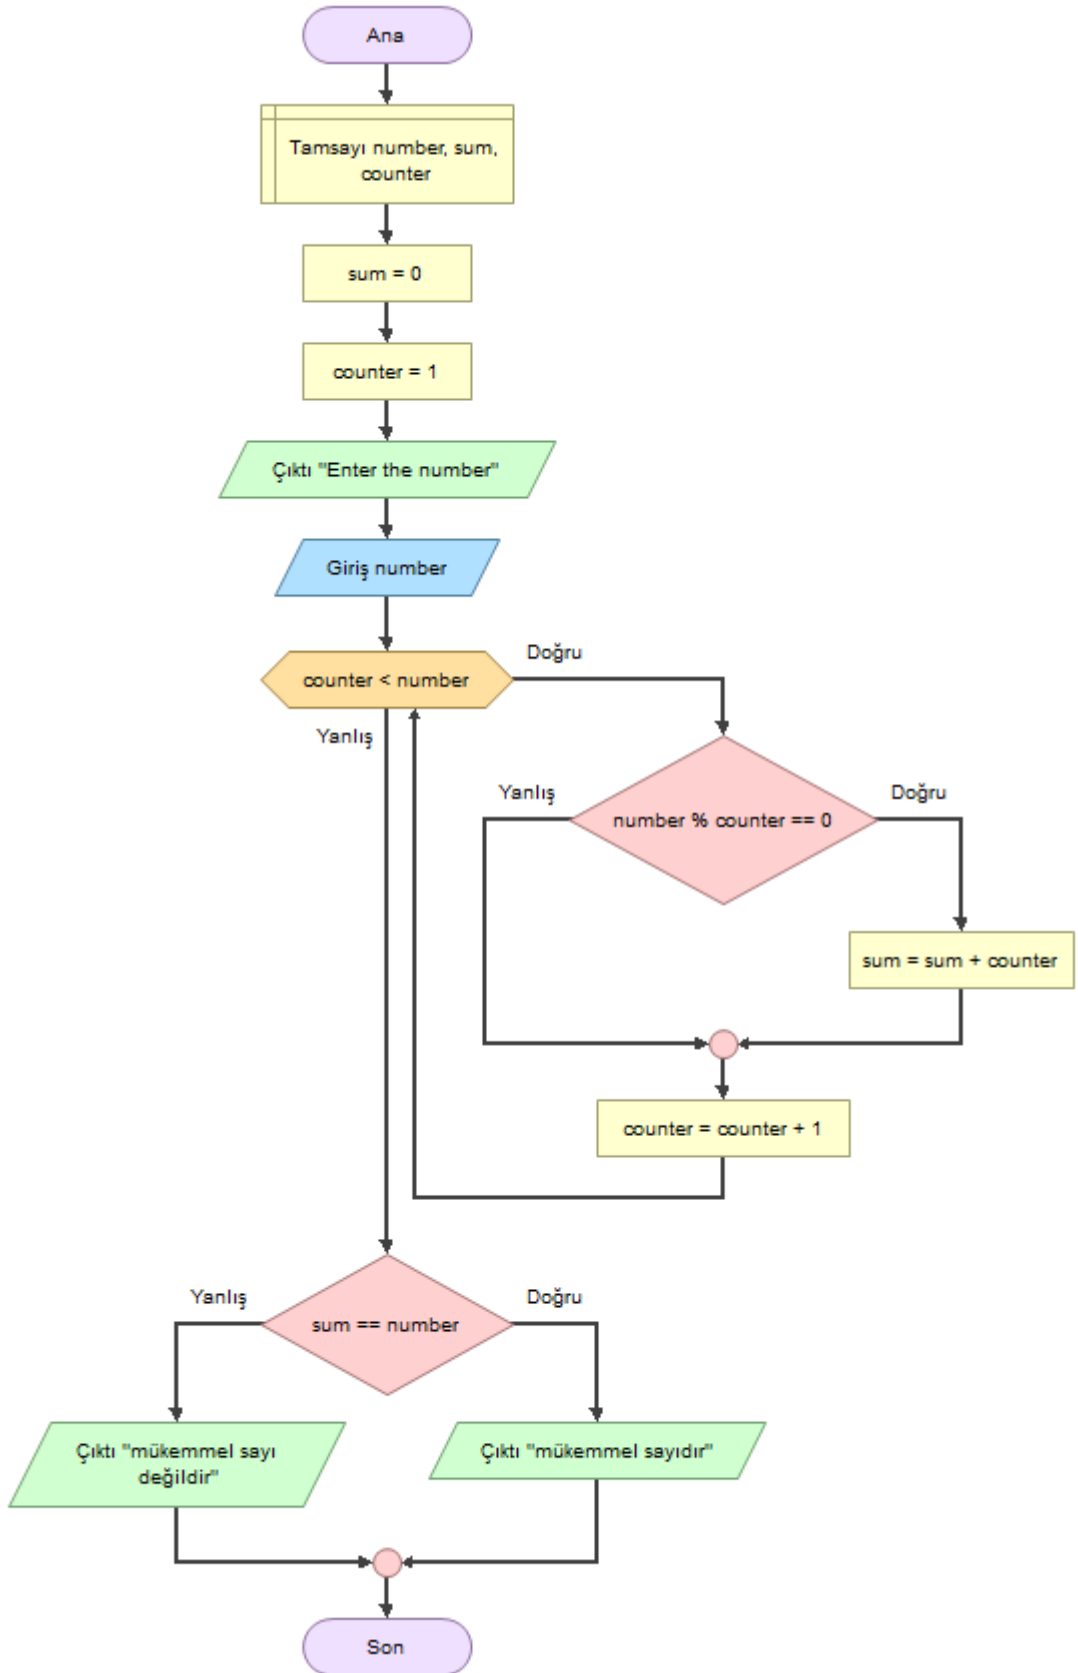 Ana
Tamsayı number, sum,
counter
sum = 0
counter = 1
Çıktı "Enter the number"
Giriş number
counter < number
Doğru
Yanlış
number % counter == 0
Yanlış
Doğru
sum = sum + counter
counter = counter + 1
sum == number
Yanlış
Doğru
Çıktı "mükemmel sayı
değildir"
Çıktı "mükemmel sayıdır"
Son